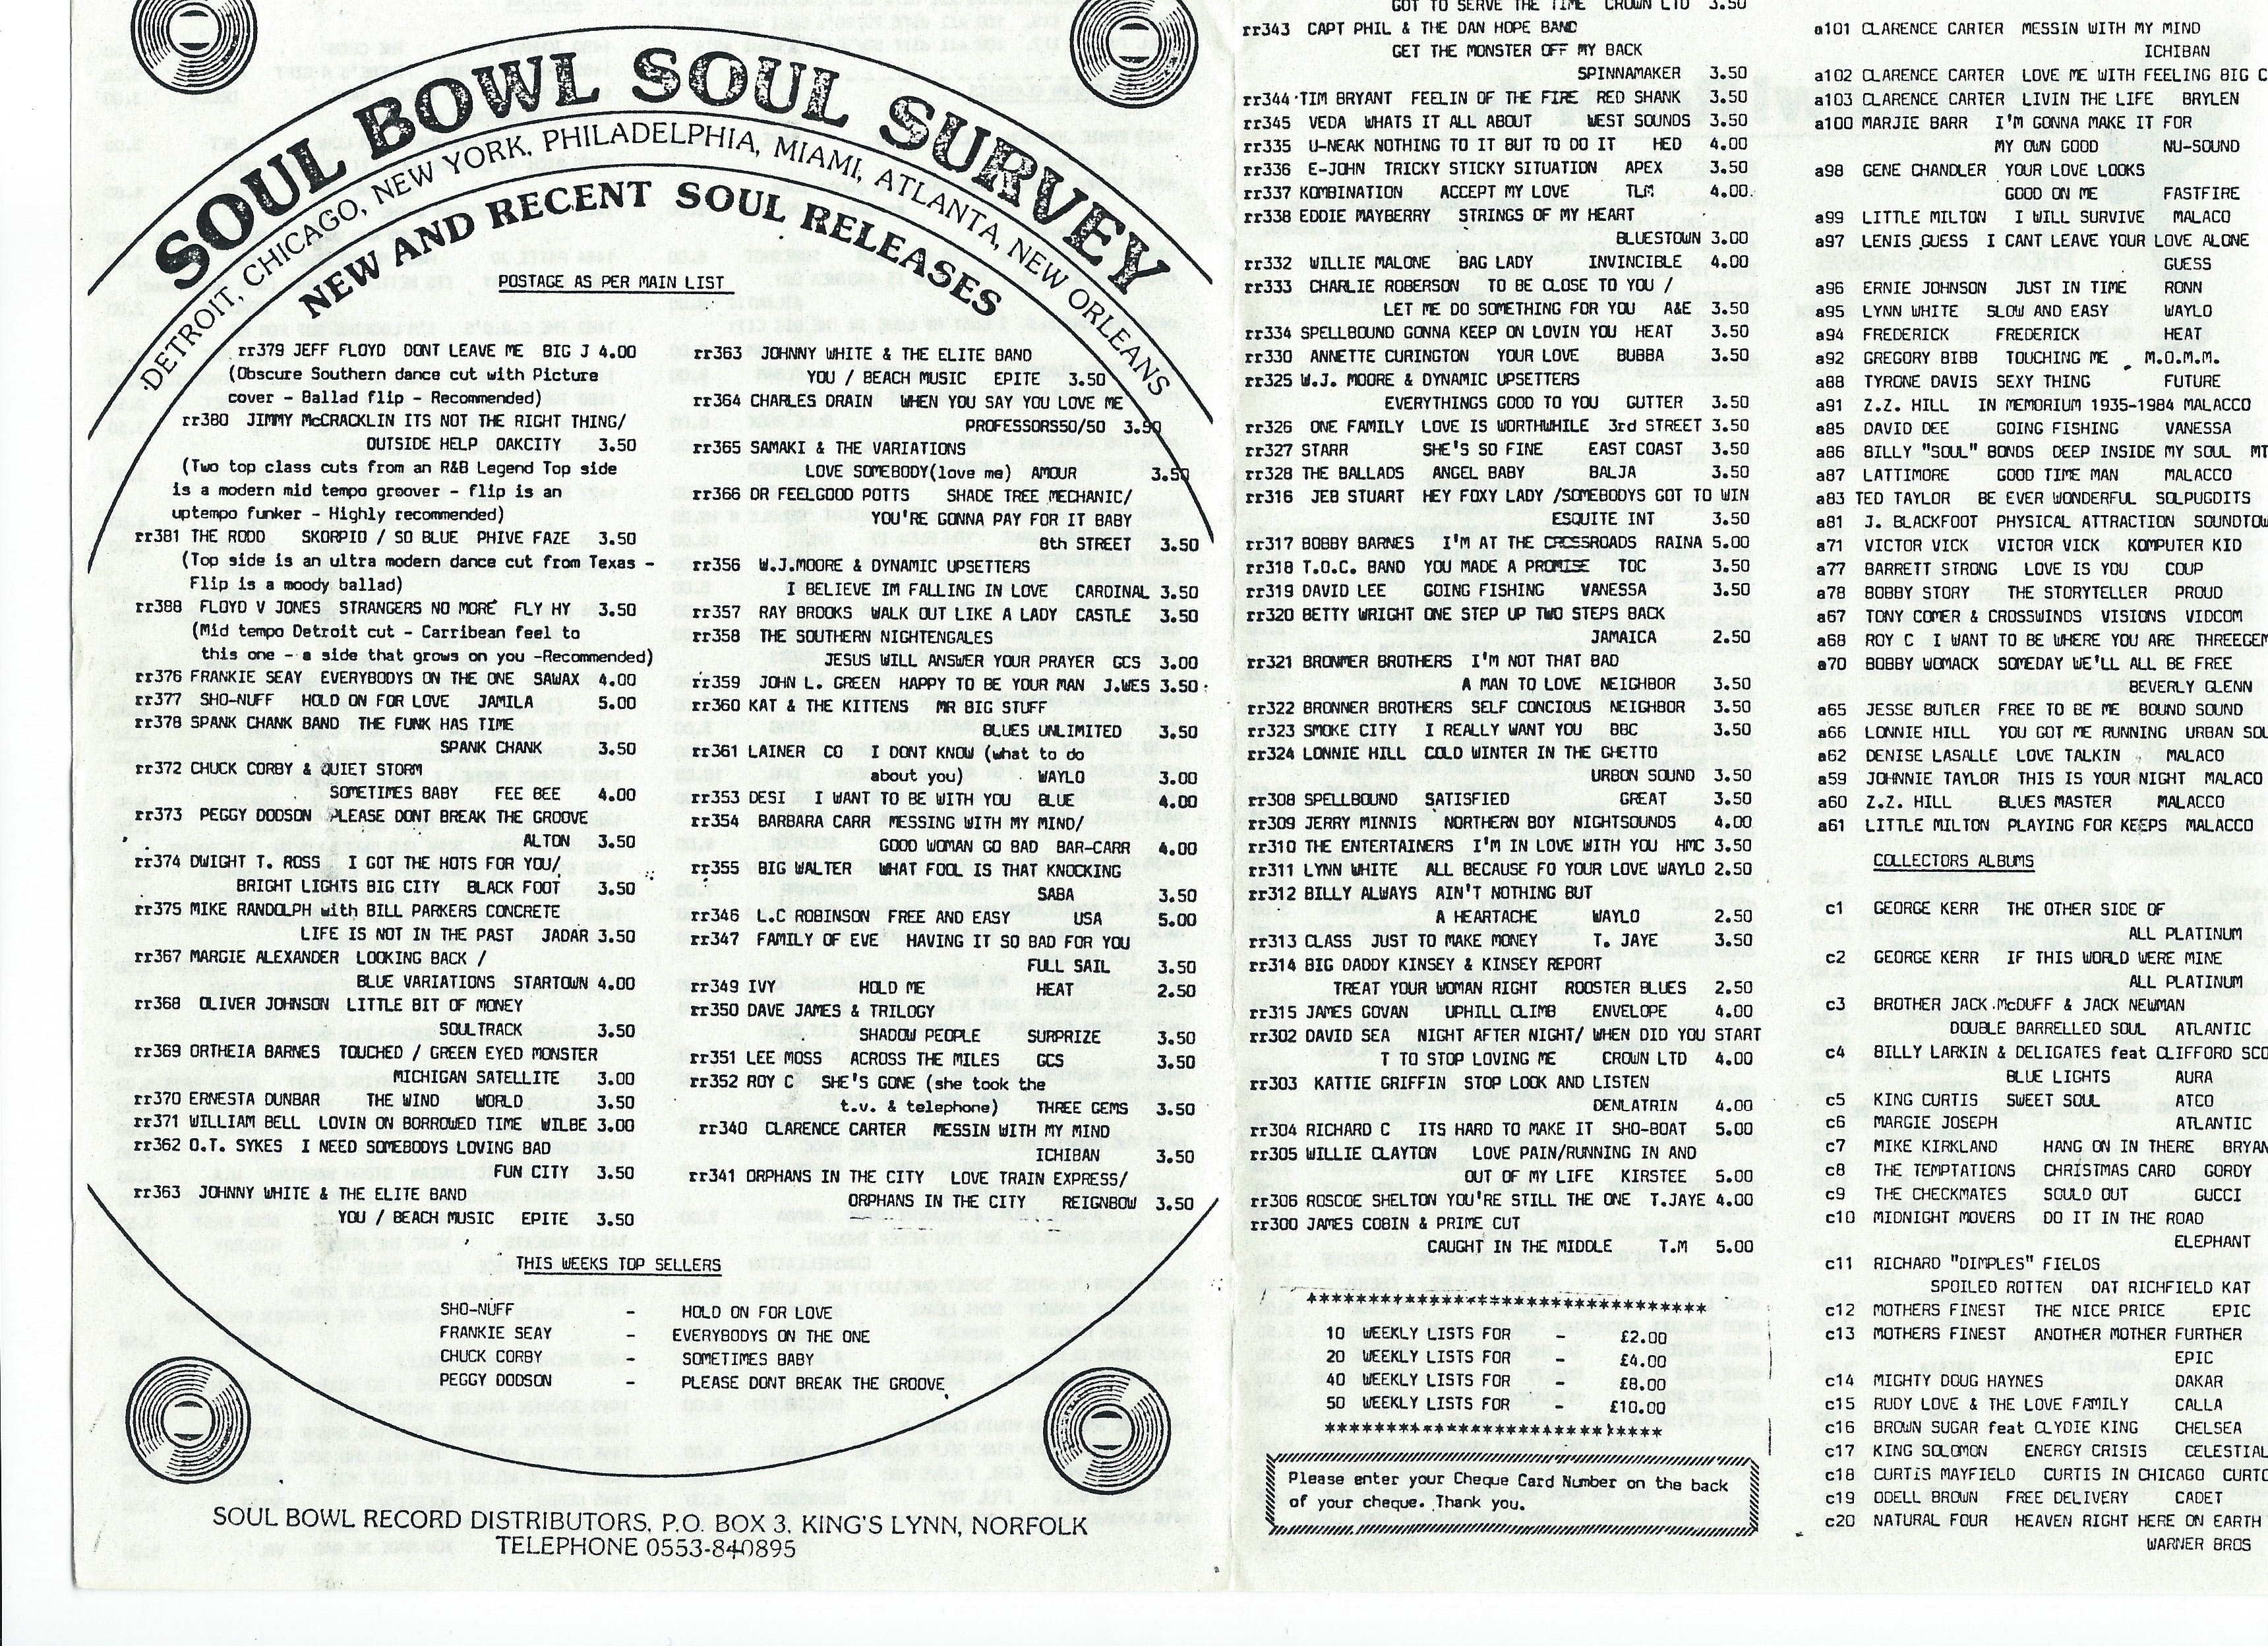 SOUL BOWL SOUL SURVEY
DETROIT, CHICAGO, NEW YORK, PHILADELPHIA, MIAMI, ATLANTA, NEW ORLEANS
NEW AND RECENT SOUL RELEASES
POSTAGE AS PER MAIN LIST
rr379 JEFF FLOYD DONT LEAVE ME BIG J 4.00
(Obscure Southern dance cut with Picture
cover - Ballad flip - Recommended)
rr380 JIMMY McCRACKLIN ITS NOT THE RIGHT THING/
OUTSIDE HELP OAKCITY 3.50
(Two top class cuts from an R&B Legend Top side
is a modern mid tempo groover - flip is an
uptempo funker - Highly recommended)
rr381 THE RODD SKORPIO / SO BLUE PHIVE FAZE 3.50
(Top side is an ultra modern dance cut from Texas -
Flip is a moody ballad)
rr388 FLOYD V JONES STRANGERS NO MORE FLY HY 3.50
(Mid tempo Detroit cut - Carribean feel to
this one - a side that grows on you -Recommended)
rr376 FRANKIE SEAY EVERYBODYS ON THE ONE SAWAX 4.00
rr377 SHO-NUFF HOLD ON FOR LOVE JAMILA 5.00
rr378 SPANK CHANK BAND THE FUNK HAS TIME
SPANK CHANK 3.50
rr372 CHUCK CORBY & QUIET STORM
SOMETIMES BABY FEE BEE 4.00
rr373 PEGGY DODSON PLEASE DONT BREAK THE GROOVE
ALTON 3.50
rr374 DWIGHT T. ROSS I GOT THE HOTS FOR YOU/
BRIGHT LIGHTS BIG CITY BLACK FOOT 3.50
rr375 MIKE RANDOLPH with BILL PARKERS CONCRETE
LIFE IS NOT IN THE PAST JADAR 3.50
rr367 MARGIE ALEXANDER LOOKING BACK /
BLUE VARIATIONS STARTOWN 4.00
rr368 OLIVER JOHNSON LITTLE BIT OF MONEY
SOULTRACK 3.50
rr369 ORTHEIA BARNES TOUCHED / GREEN EYED MONSTER
MICHIGAN SATELLITE 3.00
rr370 ERNESTA DUNBAR THE WIND WORLD 3.50
rr371 WILLIAM BELL LOVIN ON BORROWED TIME WILBE 3.00
rr362 O.T. SYKES I NEED SOMEBODYS LOVING BAD
FUN CITY 3.50
rr363 JOHNNY WHITE & THE ELITE BAND
YOU / BEACH MUSIC EPITE 3.50
rr363 JOHNNY WHITE & THE ELITE BAND
YOU / BEACH MUSIC EPITE 3.50
rr364 CHARLES DRAIN WHEN YOU SAY YOU LOVE ME
PROFESSORS50/50 3.50
rr365 SAMAKI & THE VARIATIONS
LOVE SOMEBODY(love me) AMOUR 3.50
rr366 DR FEELGOOD POTTS SHADE TREE MECHANIC/
YOU'RE GONNA PAY FOR IT BABY
8th STREET 3.50
rr356 W.J.MOORE & DYNAMIC UPSETTERS
I BELIEVE IM FALLING IN LOVE CARDINAL 3.50
rr357 RAY BROOKS WALK OUT LIKE A LADY CASTLE 3.50
rr358 THE SOUTHERN NIGHTENGALES
JESUS WILL ANSWER YOUR PRAYER GCS 3.00
rr359 JOHN L. GREEN HAPPY TO BE YOUR MAN J.WES 3.50
rr360 KAT & THE KITTENS MR BIG STUFF
BLUES UNLIMITED 3.50
rr361 LAINER CO I DONT KNOW (what to do
about you) WAYLO 3.00
rr353 DESI I WANT TO BE WITH YOU BLUE 4.00
rr354 BARBARA CARR MESSING WITH MY MIND/
GOOD WOMAN GO BAD BAR-CARR 4.00
rr355 BIG WALTER WHAT FOOL IS THAT KNOCKING
SABA 3.50
rr346 L.C ROBINSON FREE AND EASY USA 5.00
rr347 FAMILY OF EVE HAVING IT SO BAD FOR YOU
FULL SAIL 3.50
rr349 IVY HOLD ME HEAT 2.50
rr350 DAVE JAMES & TRILOGY
SHADOW PEOPLE SURPRIZE 3.50
rr351 LEE MOSS ACROSS THE MILES GCS 3.50
rr352 ROY C SHE'S GONE (she took the
t.v. & telephone) THREE GEMS 3.50
rr340 CLARENCE CARTER MESSIN WITH MY MIND
ICHIBAN 3.50
rr341 ORPHANS IN THE CITY LOVE TRAIN EXPRESS/
ORPHANS IN THE CITY REIGNBOW 3.50
THIS WEEKS TOP SELLERS
SHO-NUFF - HOLD ON FOR LOVE
FRANKIE SEAY - EVERYBODYS ON THE ONE
CHUCK CORBY - SOMETIMES BABY
PEGGY DODSON - PLEASE DONT BREAK THE GROOVE
SOUL BOWL RECORD DISTRIBUTORS, P.O. BOX 3, KING'S LYNN, NORFOLK
TELEPHONE 0553-840895
GOT TO SERVE THE TIME CROWN LTD 3.50
rr343 CAPT PHIL & THE DAN HOPE BAND
GET THE MONSTER OFF MY BACK
SPINNAMAKER 3.50
rr344 TIM BRYANT FEELIN OF THE FIRE RED SHANK 3.50
rr345 VEDA WHATS IT ALL ABOUT WEST SOUNDS 3.50
rr335 U-NEAK NOTHING TO IT BUT TO DO IT HED 4.00
rr336 E-JOHN TRICKY STICKY SITUATION APEX 3.50
rr337 KOMBINATION ACCEPT MY LOVE TLM 4.00
rr338 EDDIE MAYBERRY STRINGS OF MY HEART
BLUESTOWN 3.00
rr332 WILLIE MALONE BAG LADY INVINCIBLE 4.00
rr333 CHARLIE ROBERSON TO BE CLOSE TO YOU /
LET ME DO SOMETHING FOR YOU A&E 3.50
rr334 SPELLBOUND GONNA KEEP ON LOVIN YOU HEAT 3.50
rr330 ANNETTE CURINGTON YOUR LOVE BUBBA 3.50
rr325 W.J. MOORE & DYNAMIC UPSETTERS
EVERYTHINGS GOOD TO YOU GUTTER 3.50
rr326 ONE FAMILY LOVE IS WORTHWHILE 3rd STREET 3.50
rr327 STARR SHE'S SO FINE EAST COAST 3.50
rr328 THE BALLADS ANGEL BABY BALJA 3.50
rr316 JEB STUART HEY FOXY LADY /SOMEBODYS GOT TO WIN
ESQUITE INT 3.50
rr317 BOBBY BARNES I'M AT THE CROSSROADS RAINA 5.00
rr318 T.O.C. BAND YOU MADE A PROMISE TOC 3.50
rr319 DAVID LEE GOING FISHING VANESSA 3.50
rr320 BETTY WRIGHT ONE STEP UP TWO STEPS BACK
JAMAICA 2.50
rr321 BRONMER BROTHERS I'M NOT THAT BAD
A MAN TO LOVE NEIGHBOR 3.50
rr322 BRONNER BROTHERS SELF CONCIOUS NEIGHBOR 3.50
rr323 SMOKE CITY I REALLY WANT YOU BBC 3.50
rr324 LONNIE HILL COLD WINTER IN THE GHETTO
URBON SOUND 3.50
rr308 SPELLBOUND SATISFIED GREAT 3.50
rr309 JERRY MINNIS NORTHERN BOY NIGHTSOUNDS 4.00
rr310 THE ENTERTAINERS I'M IN LOVE WITH YOU HMC 3.50
rr311 LYNN WHITE ALL BECAUSE FO YOUR LOVE WAYLO 2.50
rr312 BILLY ALWAYS AIN'T NOTHING BUT
A HEARTACHE WAYLO 2.50
rr313 CLASS JUST TO MAKE MONEY T. JAYE 3.50
rr314 BIG DADDY KINSEY & KINSEY REPORT
TREAT YOUR WOMAN RIGHT ROOSTER BLUES 2.50
rr315 JAMES GOVAN UPHILL CLIMB ENVELOPE 4.00
rr302 DAVID SEA NIGHT AFTER NIGHT/ WHEN DID YOU START
T TO STOP LOVING ME CROWN LTD 4.00
rr303 KATTIE GRIFFIN STOP LOOK AND LISTEN
DENLATRIN 4.00
rr304 RICHARD C ITS HARD TO MAKE IT SHO-BOAT 5.00
rr305 WILLIE CLAYTON LOVE PAIN/RUNNING IN AND
OUT OF MY LIFE KIRSTEE 5.00
rr306 ROSCOE SHELTON YOU'RE STILL THE ONE T.JAYE 4.00
rr300 JAMES COBIN & PRIME CUT
CAUGHT IN THE MIDDLE T.M 5.00
10 WEEKLY LISTS FOR - £2.00
20 WEEKLY LISTS FOR - £4.00
40 WEEKLY LISTS FOR - £8.00
50 WEEKLY LISTS FOR - £10.00
Please enter your Cheque Card Number on the back
of your cheque. Thank you.
a101 CLARENCE CARTER MESSIN WITH MY MIND
ICHIBAN
a102 CLARENCE CARTER LOVE ME WITH FEELING BIG C
a103 CLARENCE CARTER LIVIN THE LIFE BRYLEN
a100 MARJIE BARR I'M GONNA MAKE IT FOR
MY OWN GOOD NU-SOUND
a98 GENE CHANDLER YOUR LOVE LOOKS
GOOD ON ME FASTFIRE
a99 LITTLE MILTON I WILL SURVIVE MALACO
a97 LENIS GUESS I CANT LEAVE YOUR LOVE ALONE
GUESS
a96 ERNIE JOHNSON JUST IN TIME RONN
a95 LYNN WHITE SLOW AND EASY WAYLO
a94 FREDERICK FREDERICK HEAT
a92 GREGORY BIBB TOUCHING ME M.O.M.M.
a88 TYRONE DAVIS SEXY THING FUTURE
a91 Z.Z. HILL IN MEMORIUM 1935-1984 MALACCO
a85 DAVID DEE GOING FISHING VANESSA
a86 BILLY "SOUL" BONDS DEEP INSIDE MY SOUL MT
a87 LATTIMORE GOOD TIME MAN MALACCO
a83 TED TAYLOR BE EVER WONDERFUL SOLPUGDITS
a81 J. BLACKFOOT PHYSICAL ATTRACTION SOUNDTOW
a71 VICTOR VICK VICTOR VICK KOMPUTER KID
a77 BARRETT STRONG LOVE IS YOU COUP
a78 BOBBY STORY THE STORYTELLER PROUD
a67 TONY COMER & CROSSWINDS VISIONS VIDCOM
a68 ROY C I WANT TO BE WHERE YOU ARE THREEGEM
a70 BOBBY WOMACK SOMEDAY WE'LL ALL BE FREE
BEVERLY GLENN
a65 JESSE BUTLER FREE TO BE ME BOUND SOUND
a66 LONNIE HILL YOU GOT ME RUNNING URBAN SOU
a62 DENISE LASALLE LOVE TALKIN MALACO
a59 JOHNNIE TAYLOR THIS IS YOUR NIGHT MALACO
a60 Z.Z. HILL BLUES MASTER MALACCO
a61 LITTLE MILTON PLAYING FOR KEEPS MALACCO
COLLECTORS ALBUMS
c1 GEORGE KERR THE OTHER SIDE OF
ALL PLATINUM
c2 GEORGE KERR IF THIS WORLD WERE MINE
ALL PLATINUM
c3 BROTHER JACK McDUFF & JACK NEWMAN
DOUBLE BARRELLED SOUL ATLANTIC
c4 BILLY LARKIN & DELIGATES feat CLIFFORD SCO
BLUE LIGHTS AURA
c5 KING CURTIS SWEET SOUL ATCO
c6 MARGIE JOSEPH ATLANTIC
c7 MIKE KIRKLAND HANG ON IN THERE BRYAN
c8 THE TEMPTATIONS CHRISTMAS CARD GORDY
c9 THE CHECKMATES SOULD OUT GUCCI
c10 MIDNIGHT MOVERS DO IT IN THE ROAD
ELEPHANT
c11 RICHARD "DIMPLES" FIELDS
SPOILED ROTTEN DAT RICHFIELD KAT
c12 MOTHERS FINEST THE NICE PRICE EPIC
c13 MOTHERS FINEST ANOTHER MOTHER FURTHER
EPIC
c14 MIGHTY DOUG HAYNES DAKAR
c15 RUDY LOVE & THE LOVE FAMILY CALLA
c16 BROWN SUGAR feat CLYDIE KING CHELSEA
c17 KING SOLOMON ENERGY CRISIS CELESTIAL
c18 CURTIS MAYFIELD CURTIS IN CHICAGO CURTO
c19 ODELL BROWN FREE DELIVERY CADET
c20 NATURAL FOUR HEAVEN RIGHT HERE ON EARTH
WARNER BROS